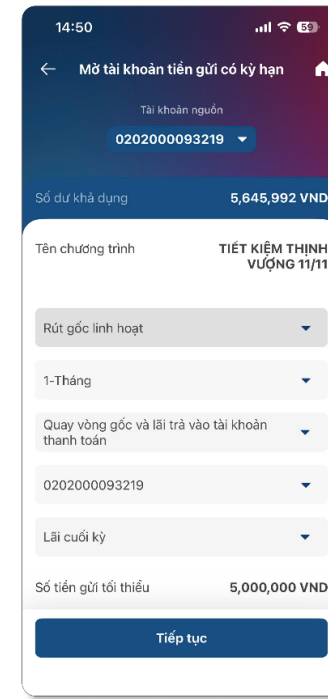 14:50
59
Mở tài khoản tiền gửi có kỳ hạn
Tài khoản nguồn
0202000093219
Số dư khả dụng 5,645,992 VND
Tên chương trình TIẾT KIỆM THỊNH
VƯỢNG 11/11
Rút gốc linh hoạt
1-Tháng
Quay vòng gốc và lãi trả vào tài khoản
thanh toán
0202000093219
Lãi cuối kỳ
Số tiền gửi tối thiểu 5,000,000 VND
Tiếp tục